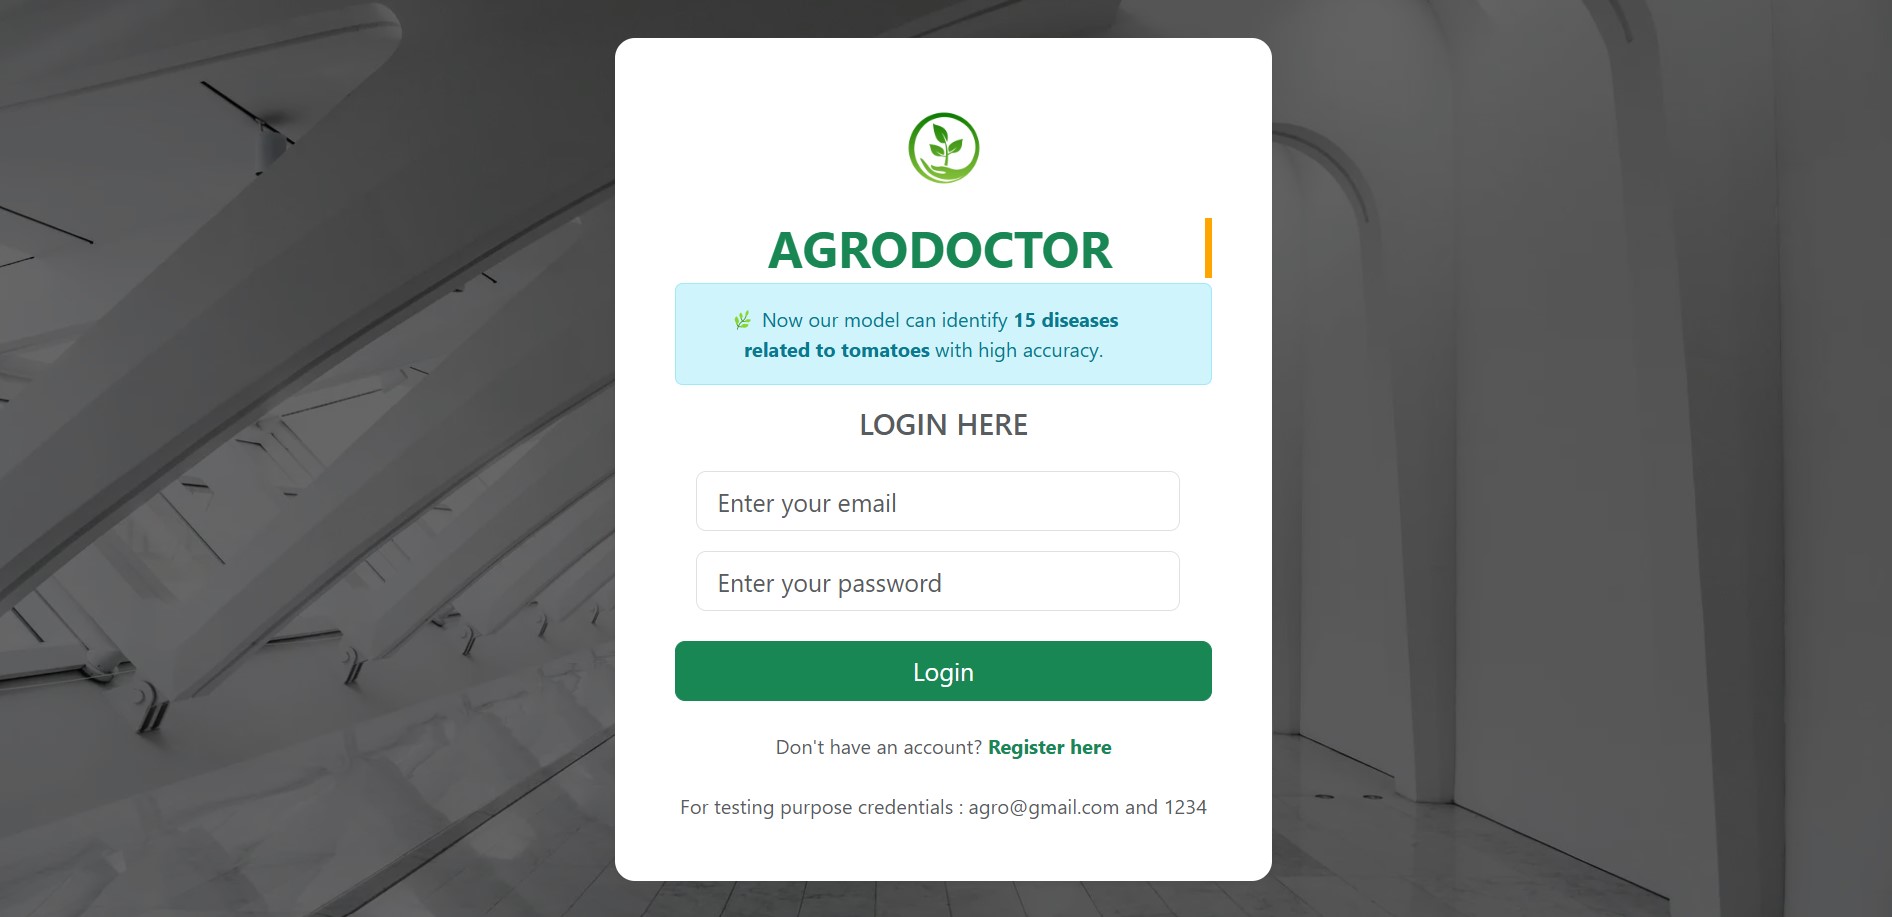 AGRODOCTOR
🌿 Now our model can identify 15 diseases
related to tomatoes with high accuracy.
LOGIN HERE
Enter your email
Enter your password
Login
Don't have an account? Register here
For testing purpose credentials : agro@gmail.com and 1234